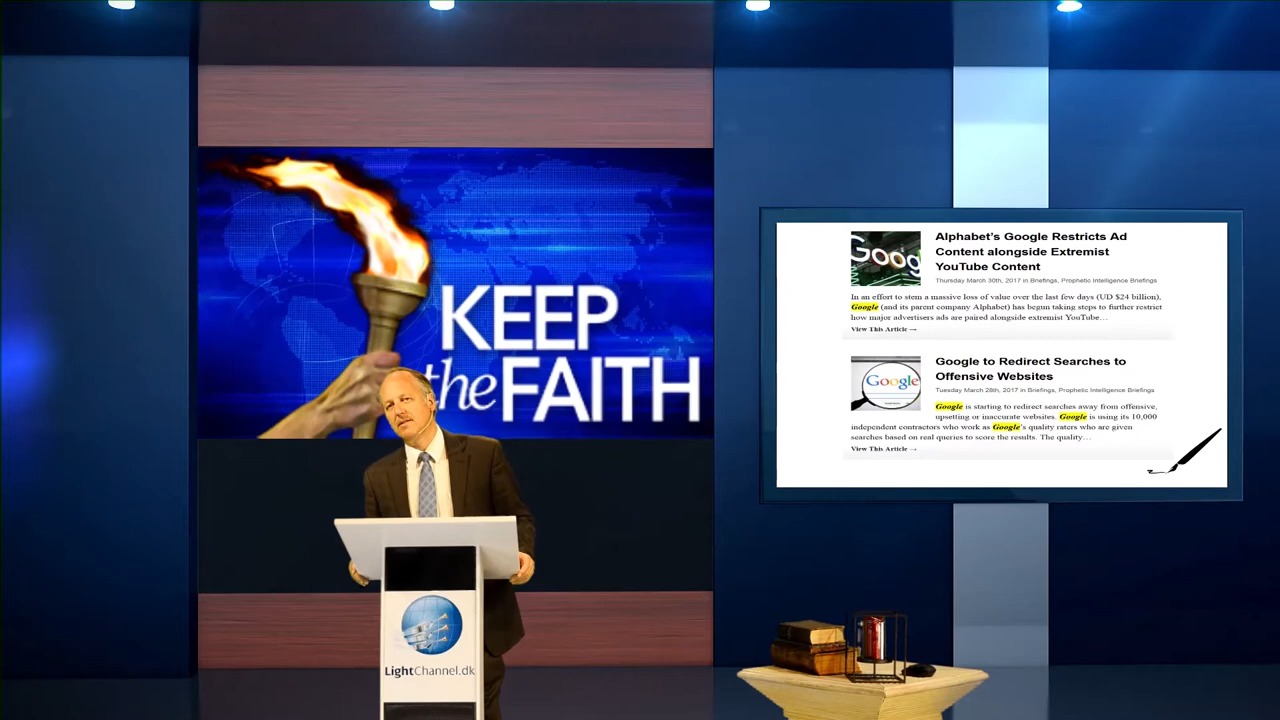 KEEP
the FAITH
LightChannel.dk
Alphabet's Google Restricts Ad
Content alongside Extremist
YouTube Content
Thursday March 30th, 2017 in Briefings, Prophetic Intelligence Briefings
In an effort to stem a massive loss of value over the last few days (UD $24 billion),
Google (and its parent company Alphabet) has begun taking steps to further restrict
how major advertisers ads are paired alongside extremist YouTube…
View This Article →
Goog
Google to Redirect Searches to
Offensive Websites
Tuesday March 28th, 2017 in Briefings, Prophetic Intelligence Briefings
Google is starting to redirect searches away from offensive,
upsetting or inaccurate websites. Google is using its 10,000
independent contractors who work as Google's quality raters who are given
searches based on real queries to score the results. The quality…
View This Article →
Google